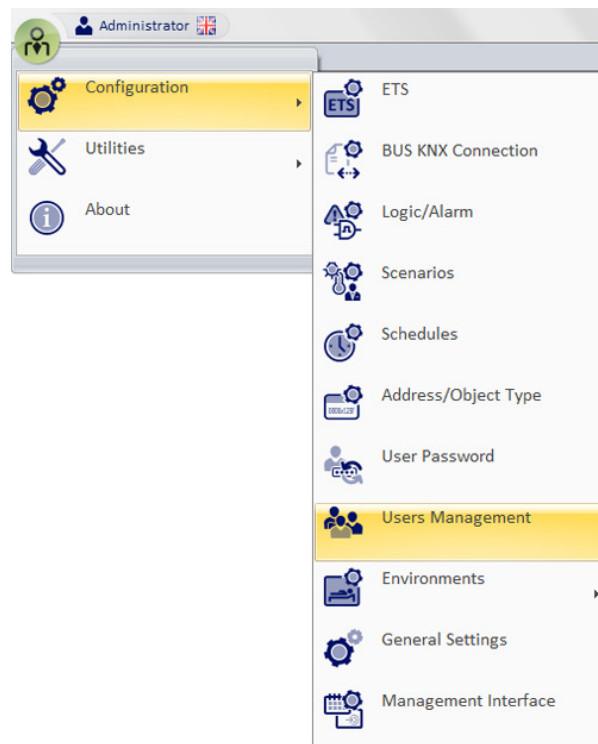 Administrator
Configuration
Utilities
About
ETS
ETS
BUS KNX Connection
Logic/Alarm
Scenarios
Schedules
Address/Object Type
User Password
Users Management
Environments
General Settings
Management Interface